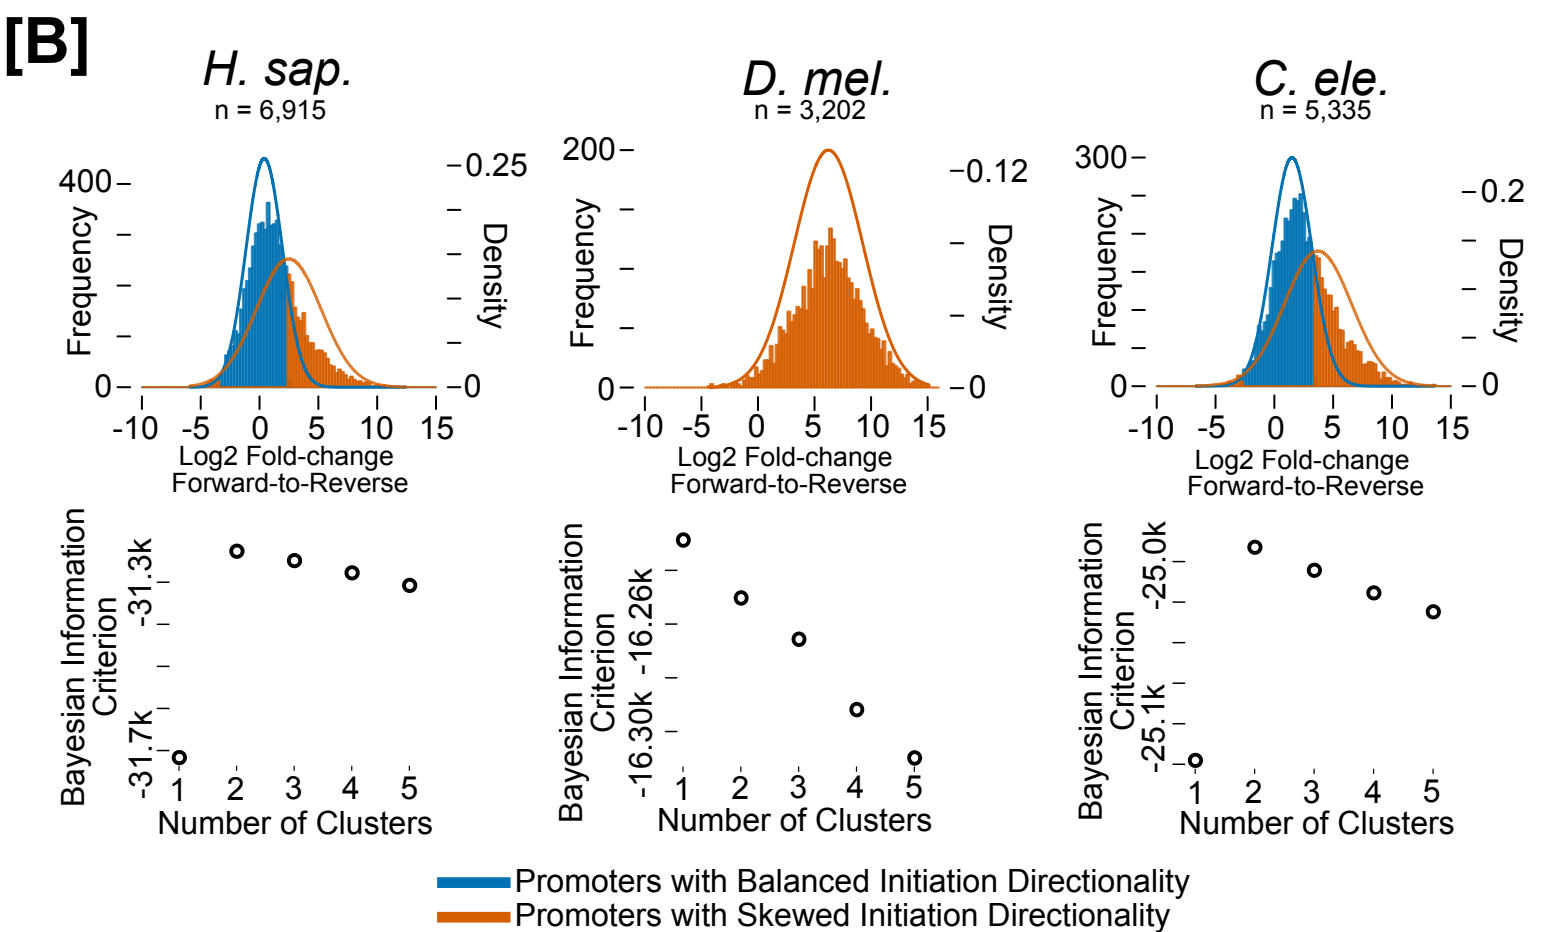 [B]
H. sap.
n = 6,915
400
0
Frequency
0.25
0
Density
-10 -5 0 5 10 15
Log2 Fold-change
Forward-to-Reverse
D. mel.
n = 3,202
200
0
Frequency
0.12
0
Density
-10 -5 0 5 10 15
Log2 Fold-change
Forward-to-Reverse
C. ele.
n = 5,335
300
0
Frequency
0.2
0
Density
-10 -5 0 5 10 15
Log2 Fold-change
Forward-to-Reverse
Bayesian Information
Criterion
-31.3k
-31.7k
1 2 3 4 5
Number of Clusters
Bayesian Information
Criterion
-16.26k
-16.30k
1 2 3 4 5
Number of Clusters
Bayesian Information
Criterion
-25.0k
-25.1k
1 2 3 4 5
Number of Clusters
Promoters with Balanced Initiation Directionality
Promoters with Skewed Initiation Directionality